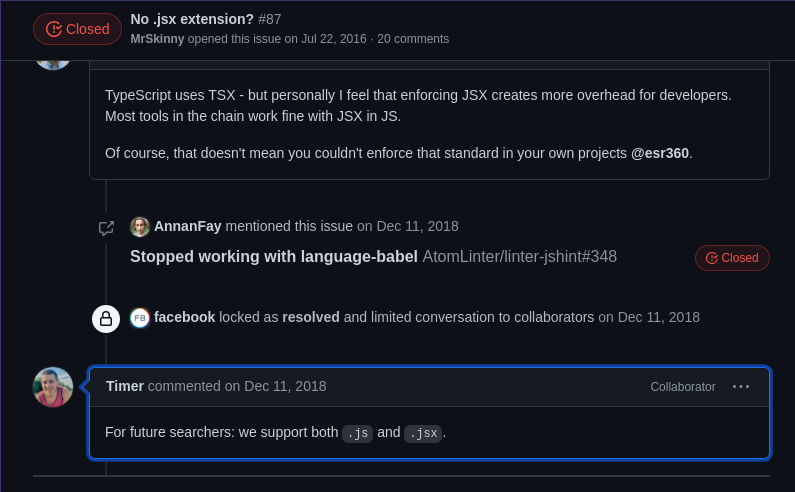 Closed
No .jsx extension? #87
MrSkinny opened this issue on Jul 22, 2016 · 20 comments
TypeScript uses TSX - but personally I feel that enforcing JSX creates more overhead for developers.
Most tools in the chain work fine with JSX in JS.
Of course, that doesn't mean you couldn't enforce that standard in your own projects @esr360.
AnnanFay mentioned this issue on Dec 11, 2018
Stopped working with language-babel AtomLinter/linter-jshint#348
Closed
FB
facebook locked as resolved and limited conversation to collaborators on Dec 11, 2018
Timer commented on Dec 11, 2018
Collaborator
For future searchers: we support both .js and .jsx.